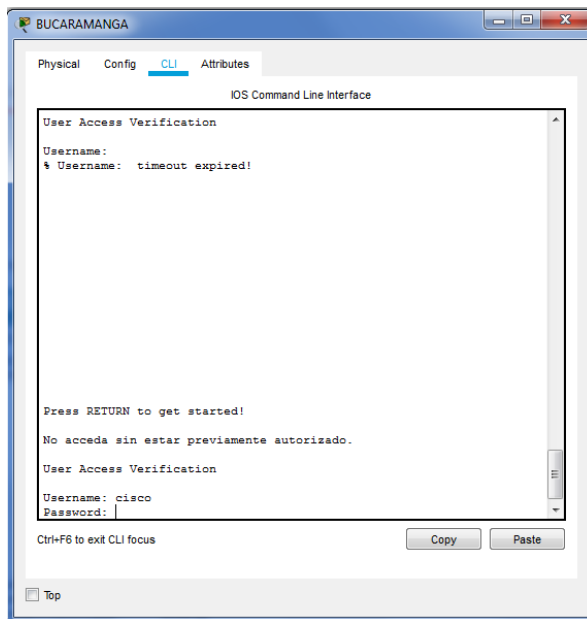 BUCARAMANGA
Physical Config CLI Attributes
IOS Command Line Interface
User Access Verification
Username:
% Username:  timeout expired!
Press RETURN to get started!
No acceda sin estar previamente autorizado.
User Access Verification
Username: cisco
Password:
Ctrl+F6 to exit CLI focus
Copy Paste
Top